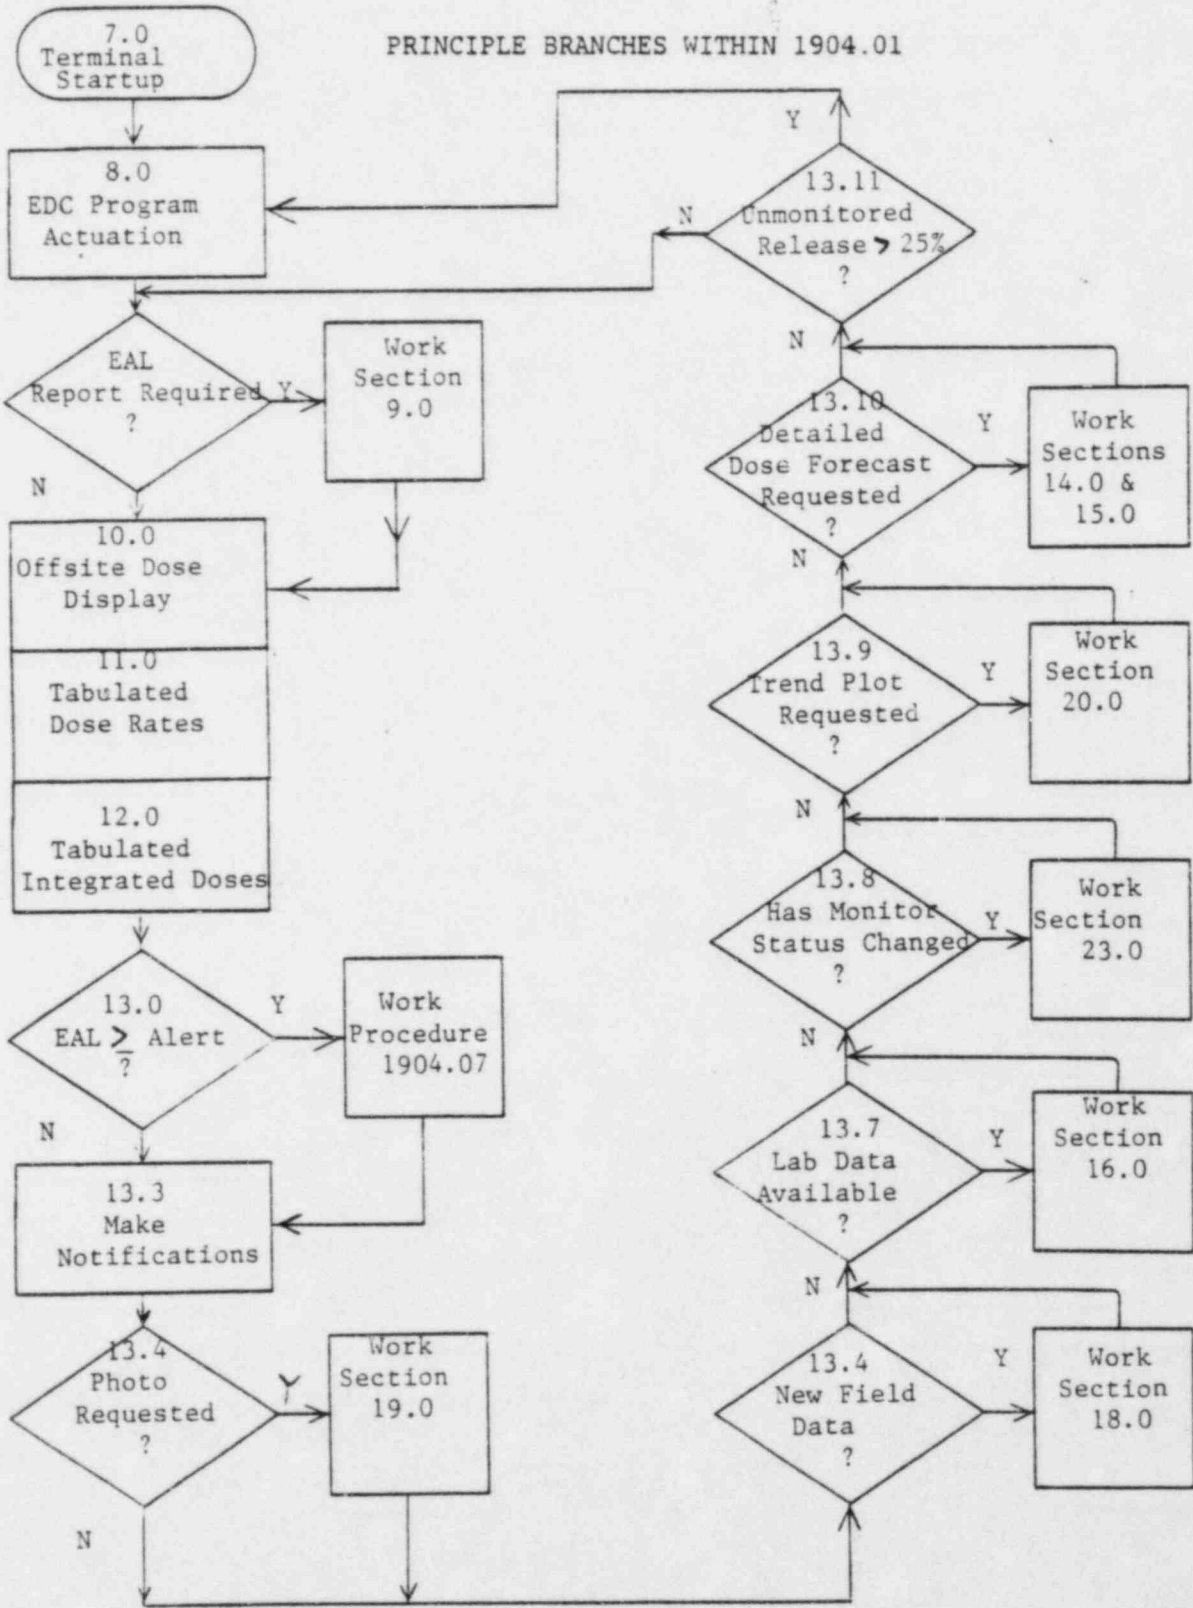 PRINCIPLE BRANCHES WITHIN 1904.01
7.0
Terminal
Startup
8.0
EDC Program
Actuation
EAL
Report Required
?
Y
N
Work
Section
9.0
10.0
Offsite Dose
Display
11.0
Tabulated
Dose Rates
12.0
Tabulated
Integrated Doses
13.0
EAL ≥ Alert
?
Y
N
Work
Procedure
1904.07
13.3
Make
Notifications
13.4
Photo
Requested
?
Y
N
Work
Section
19.0
13.4
New Field
Data
?
Y
N
Work
Section
18.0
13.7
Lab Data
Available
?
Y
N
Work
Section
16.0
13.8
Has Monitor
Status Changed
?
Y
N
Work
Section
23.0
13.9
Trend Plot
Requested
?
Y
N
Work
Section
20.0
13.10
Detailed
Dose Forecast
Requested
?
Y
N
Work
Sections
14.0 &
15.0
13.11
Unmonitored
Release > 25%
?
Y
N